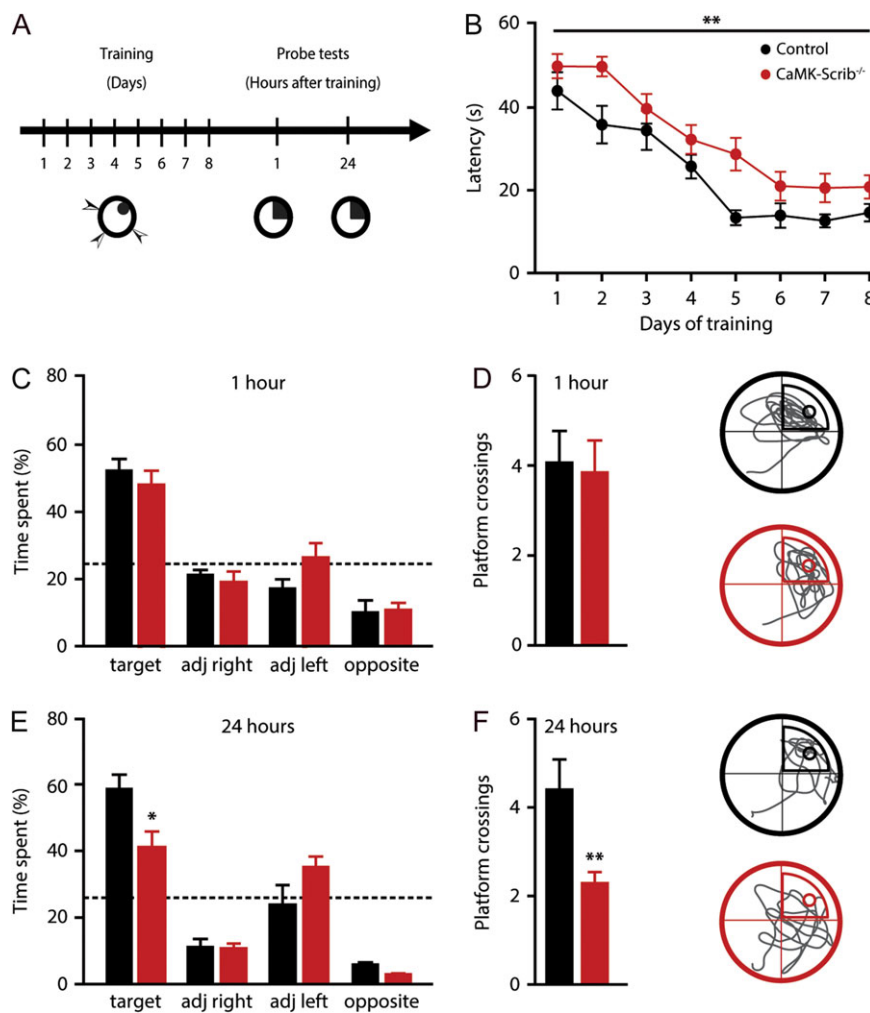 A
Training
(Days)
Probe tests
(Hours after training)
1 2 3 4 5 6 7 8 1 24
B
**
Control
CaMK-Scrib-/-
Latency (s)
60
40
20
0
1 2 3 4 5 6 7 8
Days of training
C
1 hour
Time spent (%)
80
60
40
20
0
target adj right adj left opposite
D
1 hour
Platform crossings
6
4
2
0
E
24 hours
Time spent (%)
80
60
40
20
0
*
target adj right adj left opposite
F
24 hours
Platform crossings
6
4
2
0
**